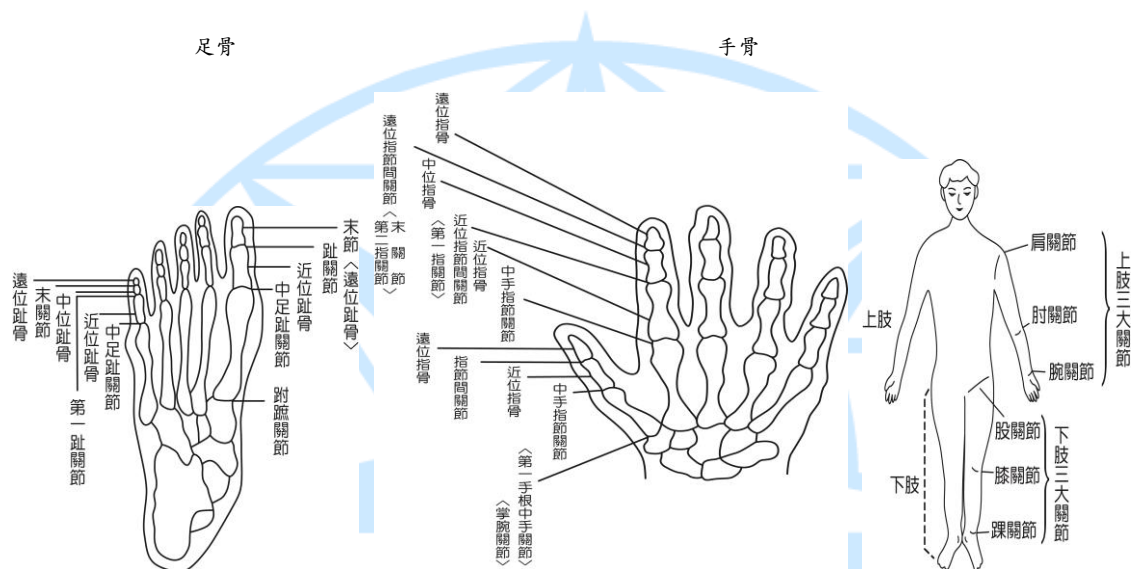 足骨
手骨
遠位趾骨
末關節
中位趾骨
近位趾骨
中足趾關節
第一趾關節
末節〈遠位趾骨〉
趾關節
近位趾骨
中足趾關節
跗蹠關節
遠位指骨
遠位指節間關節〈末關節
第二指關節〉
中位指骨
近位指節間關節
〈第一指關節〉
近位指骨
中手指節關節
遠位指骨
指節間關節
近位指骨
中手指節關節
〈第一手根中手關節〉
〈掌腕關節〉
肩關節
肘關節
腕關節
上肢三大關節
上肢
股關節
膝關節
踝關節
下肢三大關節
下肢